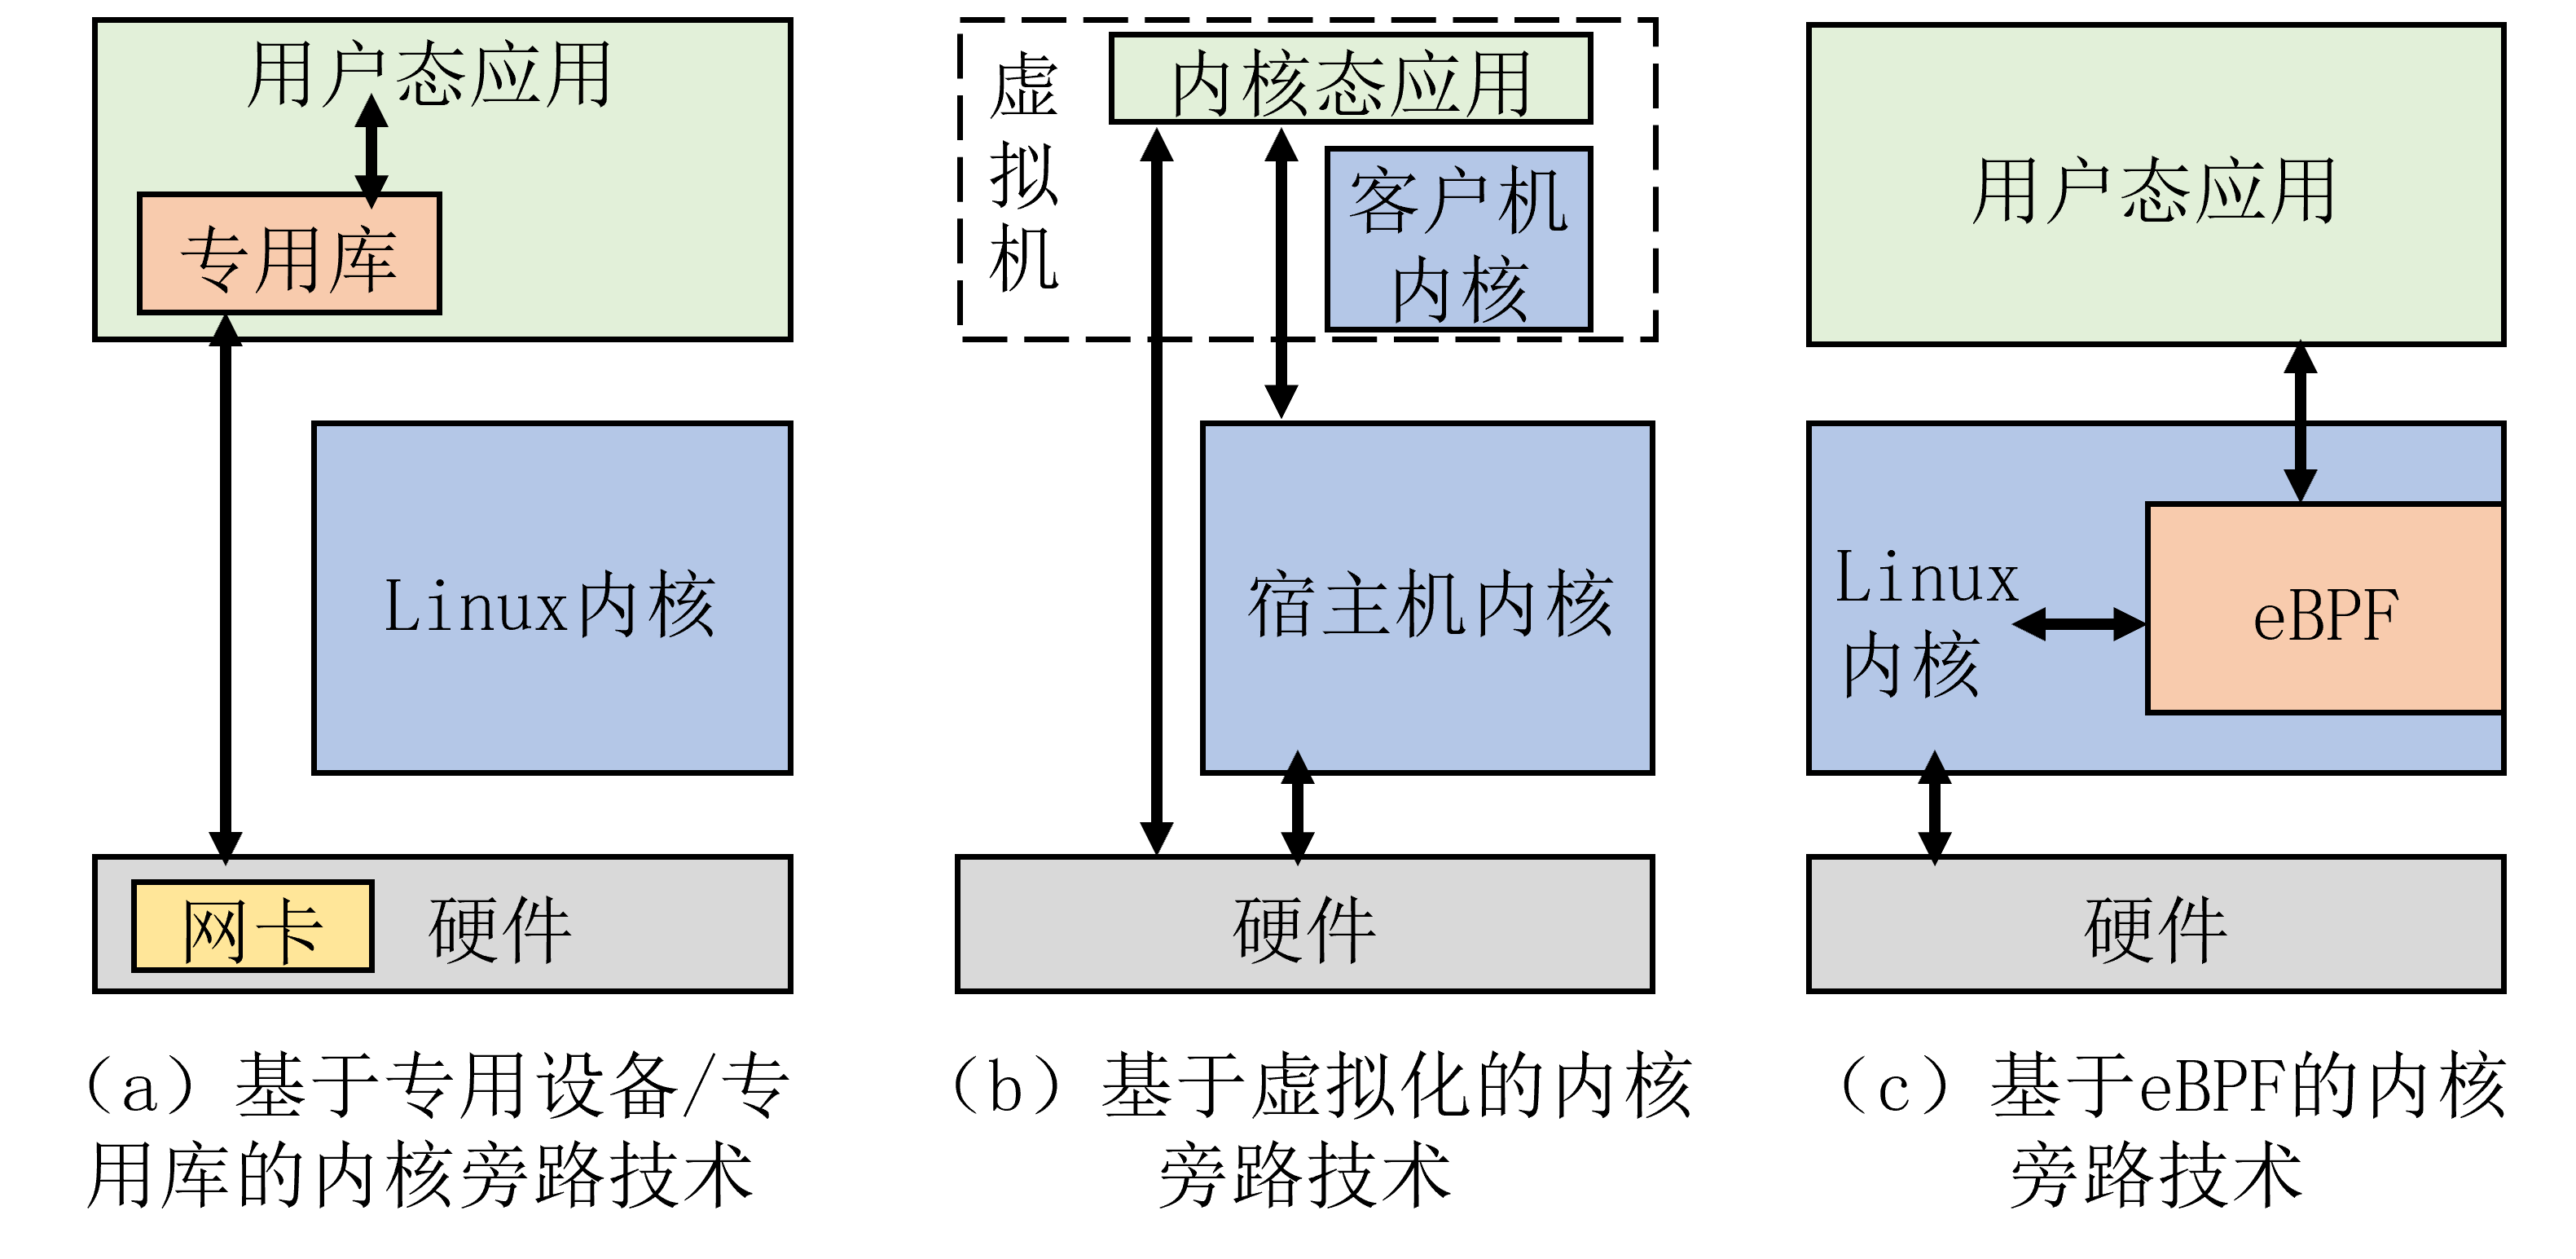 用户态应用
专用库
Linux内核
网卡
硬件
(a)基于专用设备/专
用库的内核旁路技术
虚
拟
机
内核态应用
客户机
内核
宿主机内核
硬件
(b)基于虚拟化的内核
旁路技术
用户态应用
Linux
内核
eBPF
硬件
(c)基于eBPF的内核
旁路技术